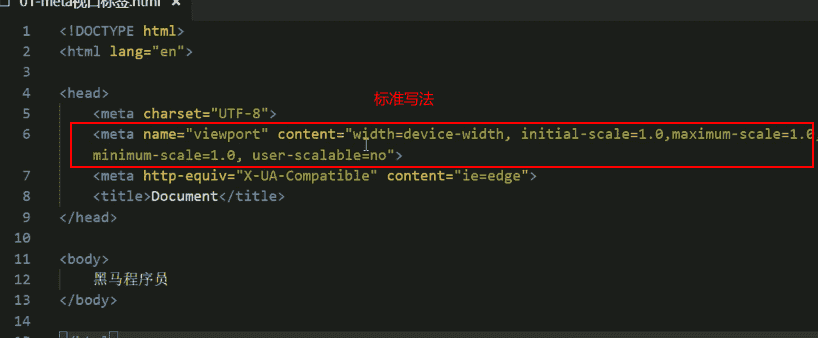 01-meta视口标签.html ×
1 <!DOCTYPE html>
2 <html lang="en">
3
4 <head>
标准写法
5 <meta charset="UTF-8">
6 <meta name="viewport" content="width=device-width, initial-scale=1.0,maximum-scale=1.0,
minimum-scale=1.0, user-scalable=no">
7 <meta http-equiv="X-UA-Compatible" content="ie=edge">
8 <title>Document</title>
9 </head>
10
11 <body>
12 黑马程序员
13 </body>
14